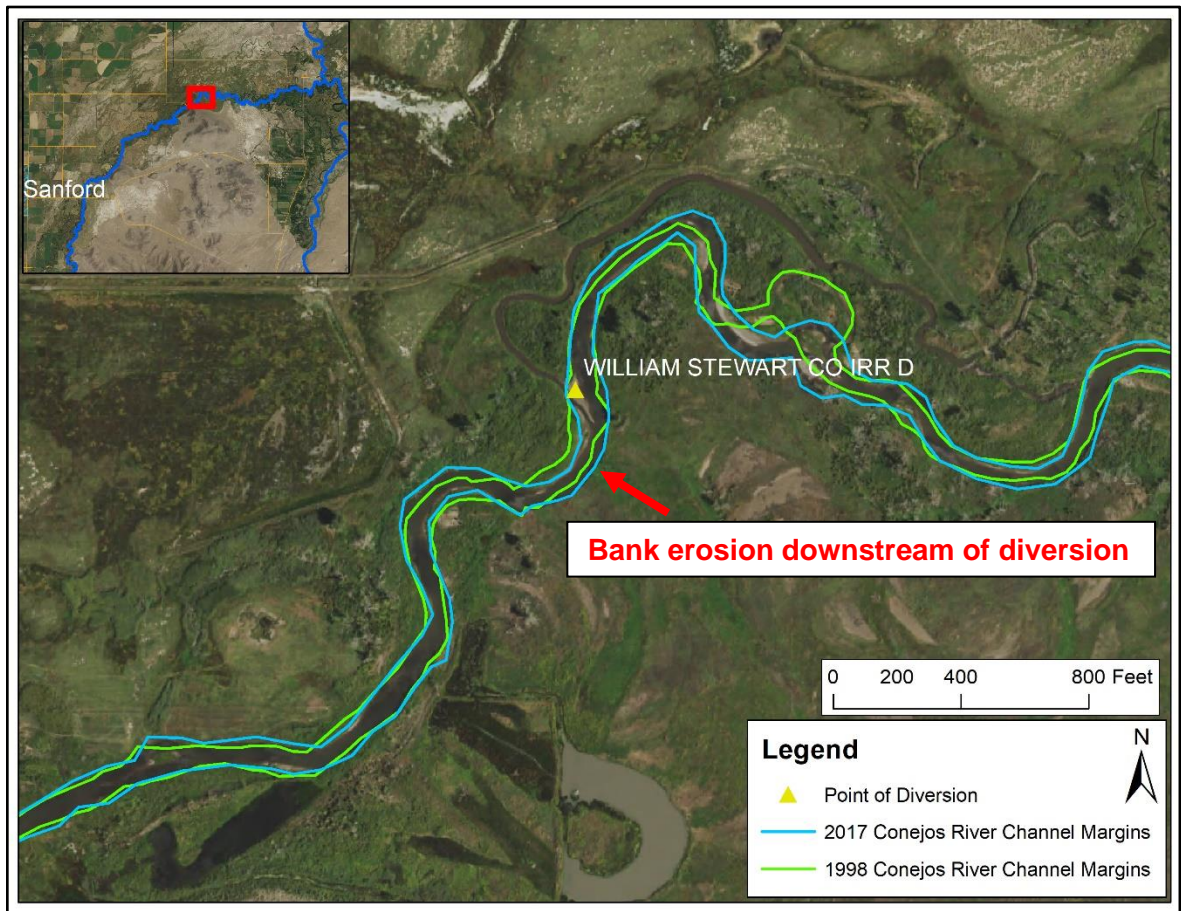 Sanford
WILLIAM STEWART CO IRR D
Bank erosion downstream of diversion
0 200 400 800 Feet
Legend
N
Point of Diversion
2017 Conejos River Channel Margins
1998 Conejos River Channel Margins